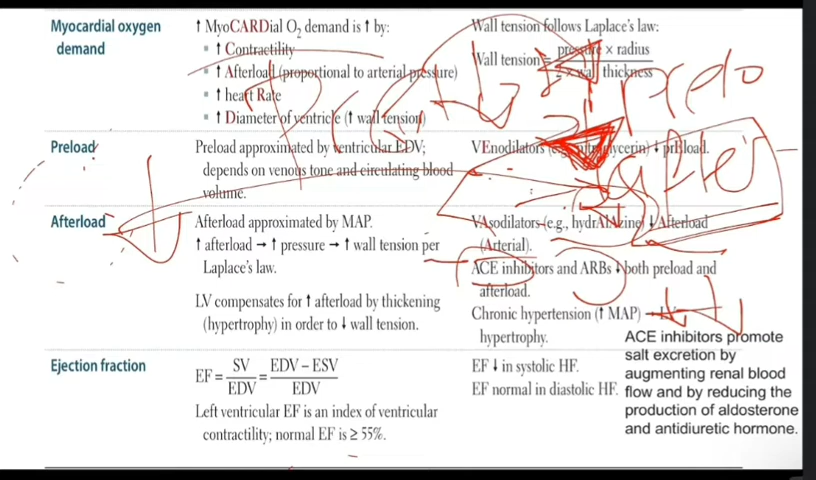 Myocardial oxygen demand
↑ MyoCARDial O₂ demand is ↑ by:
▪ ↑ Contractility
▪ ↑ Afterload (proportional to arterial pressure)
▪ ↑ heart Rate
▪ ↑ Diameter of ventricle (↑ wall tension)
Wall tension follows Laplace's law:
Wall tension = pressure × radius
wall thickness
Preload
Preload approximated by ventricular EDV;
depends on venous tone and circulating blood
volume.
VEnodilators (e.g., nitroglycerin) ↓ prEload.
Afterload
Afterload approximated by MAP.
↑ afterload → ↑ pressure → ↑ wall tension per
Laplace's law.
LV compensates for ↑ afterload by thickening
(hypertrophy) in order to ↓ wall tension.
VAsodilators (e.g., hydrAlAzine) ↓ Afterload
(Arterial).
ACE inhibitors and ARBs ↓ both preload and
afterload.
Chronic hypertension (↑ MAP) →
hypertrophy.
Ejection fraction
EF = SV / EDV = EDV – ESV / EDV
Left ventricular EF is an index of ventricular
contractility; normal EF is ≥ 55%.
EF ↓ in systolic HF.
EF normal in diastolic HF.
ACE inhibitors promote
salt excretion by
augmenting renal blood
flow and by reducing the
production of aldosterone
and antidiuretic hormone.